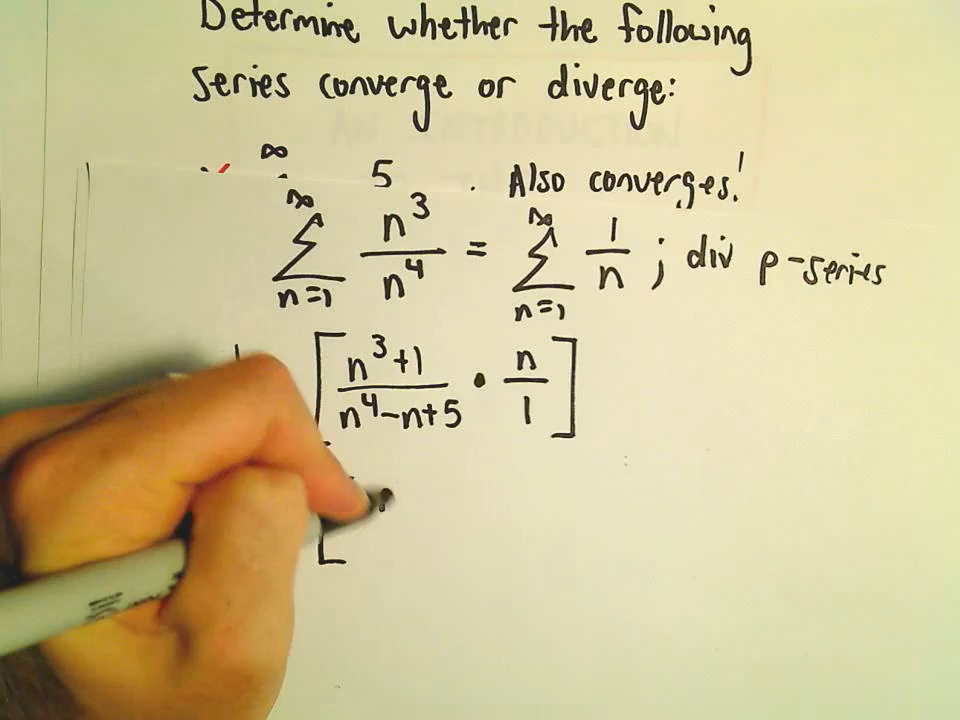 Determine whether the following
series converge or diverge:
∞ 5 . Also converges!
∞ ∑ n=1 n³/n⁴ = ∞ ∑ n=1 1/n ; div p-series
[ n³+1 / n⁴-n+5 · n/1 ]
[